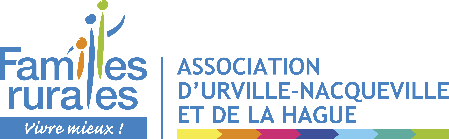 Familles
rurales
Vivre mieux !
ASSOCIATION
D'URVILLE-NACQUEVILLE
ET DE LA HAGUE